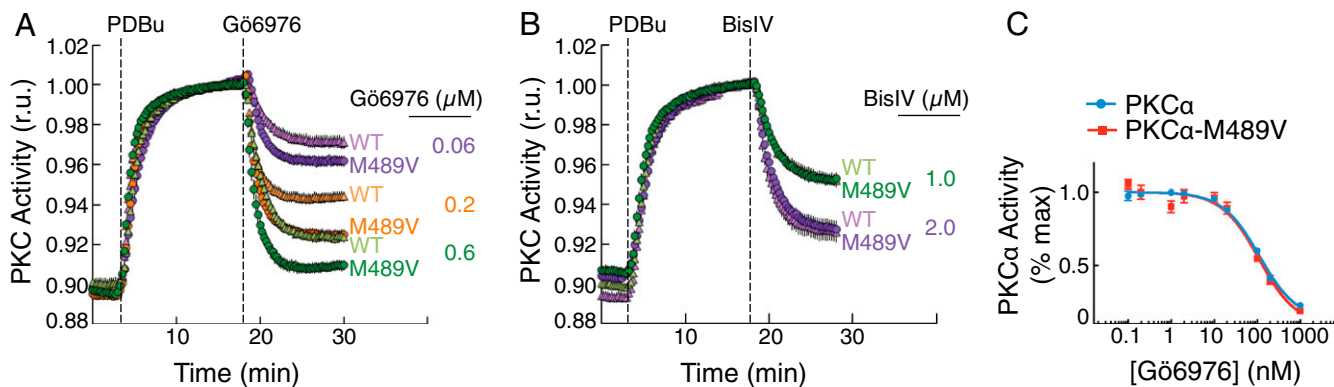 A
PDBu
Gö6976
PKC Activity (r.u.)
1.02
1.00
0.98
0.96
0.94
0.92
0.90
0.88
Gö6976 (µM)
WT
0.06
M489V
WT
0.2
M489V
WT
0.6
M489V
10
20
30
Time (min)
B
PDBu
BisIV
PKC Activity (r.u.)
1.02
1.00
0.98
0.96
0.94
0.92
0.90
0.88
BisIV (µM)
WT
1.0
M489V
WT
2.0
M489V
10
20
30
Time (min)
C
PKCα
PKCα-M489V
PKCα Activity
(% max)
1.0
0.5
0
0.1
1
10
100
1000
[Gö6976] (nM)